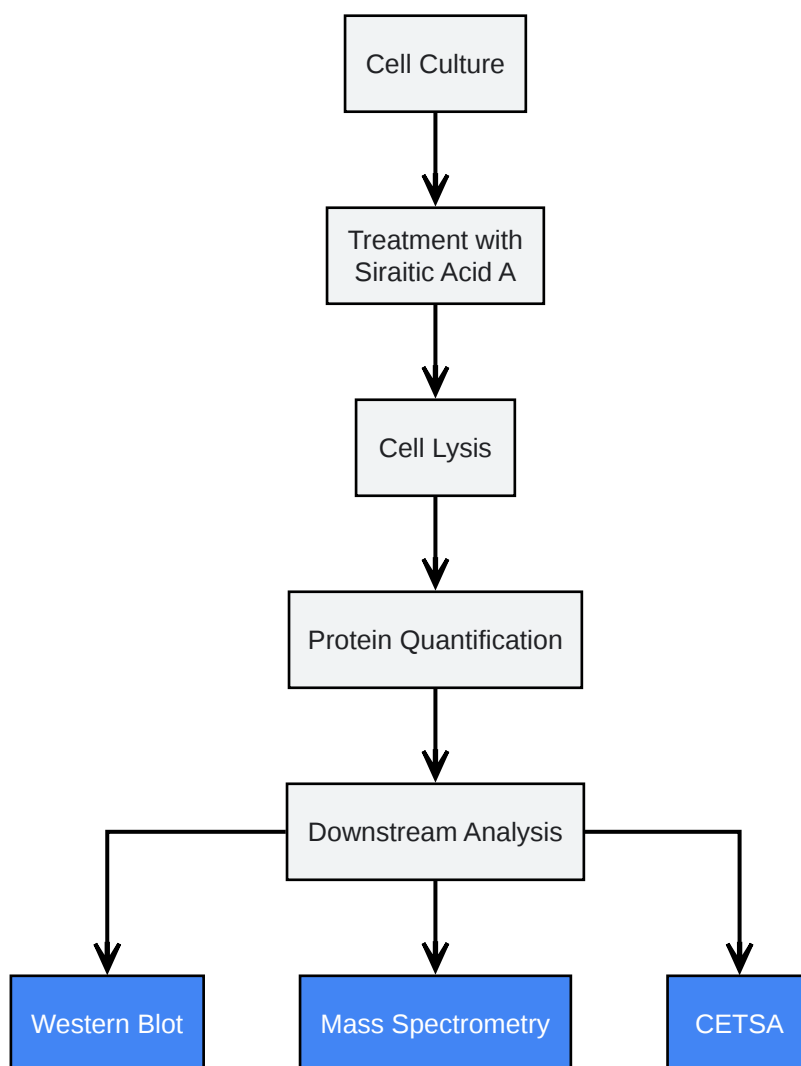 Cell Culture
Treatment with
Siraitic Acid A
Cell Lysis
Protein Quantification
Downstream Analysis
Western Blot
Mass Spectrometry
CETSA